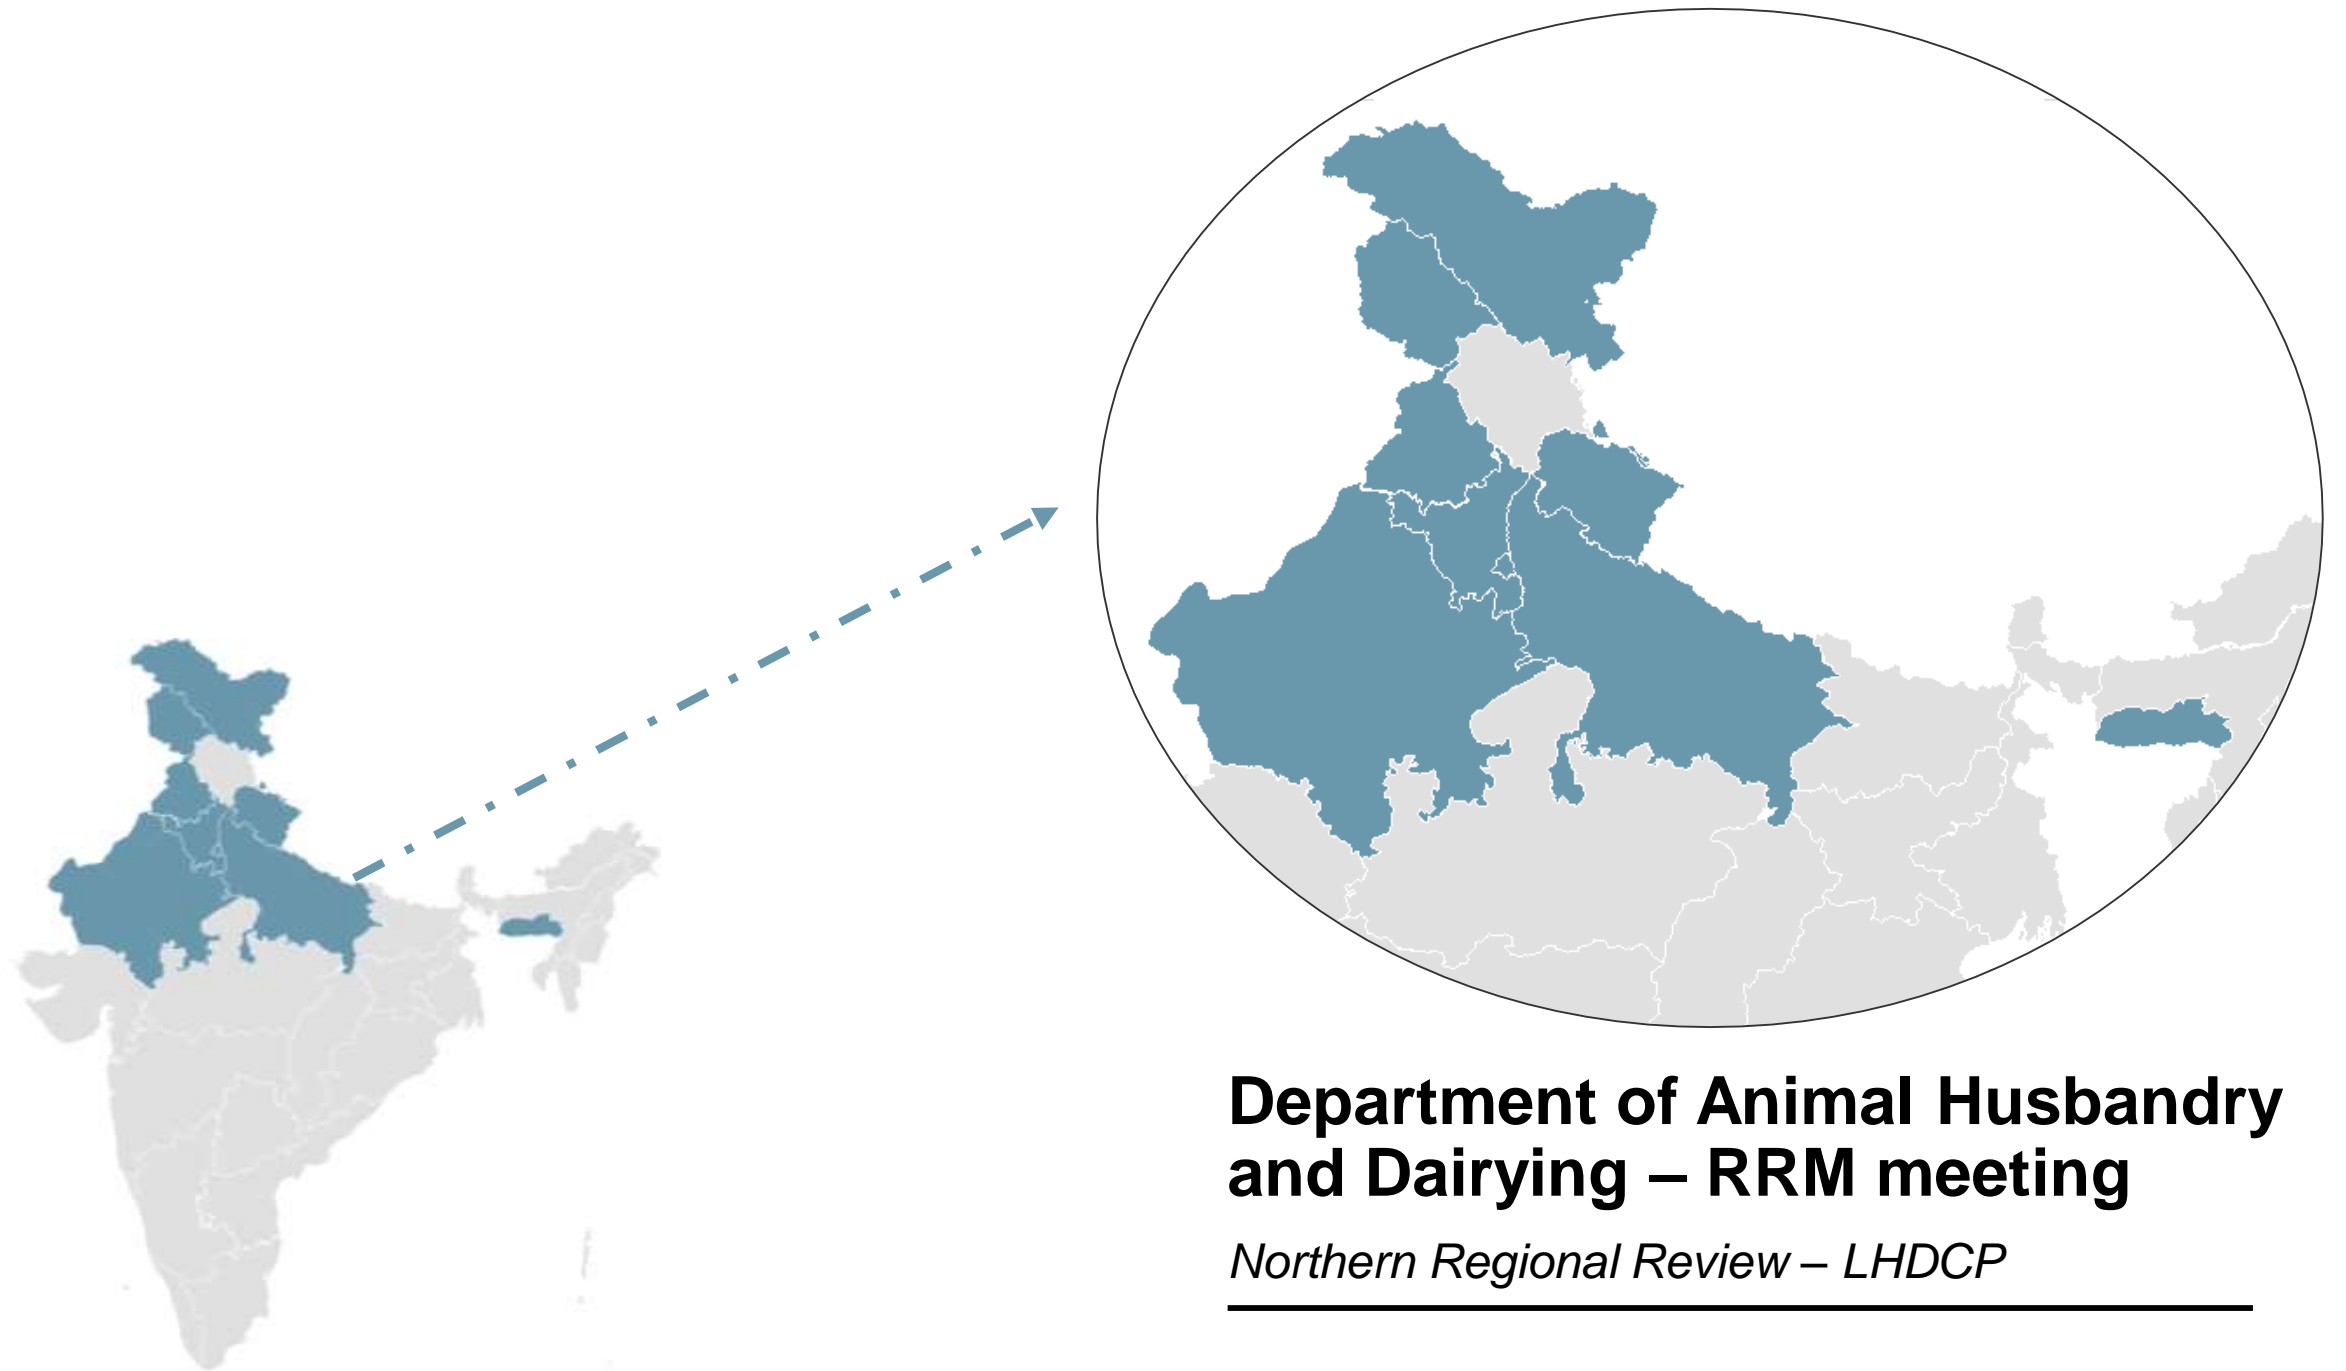 Department of Animal Husbandry
and Dairying – RRM meeting
Northern Regional Review – LHDCP